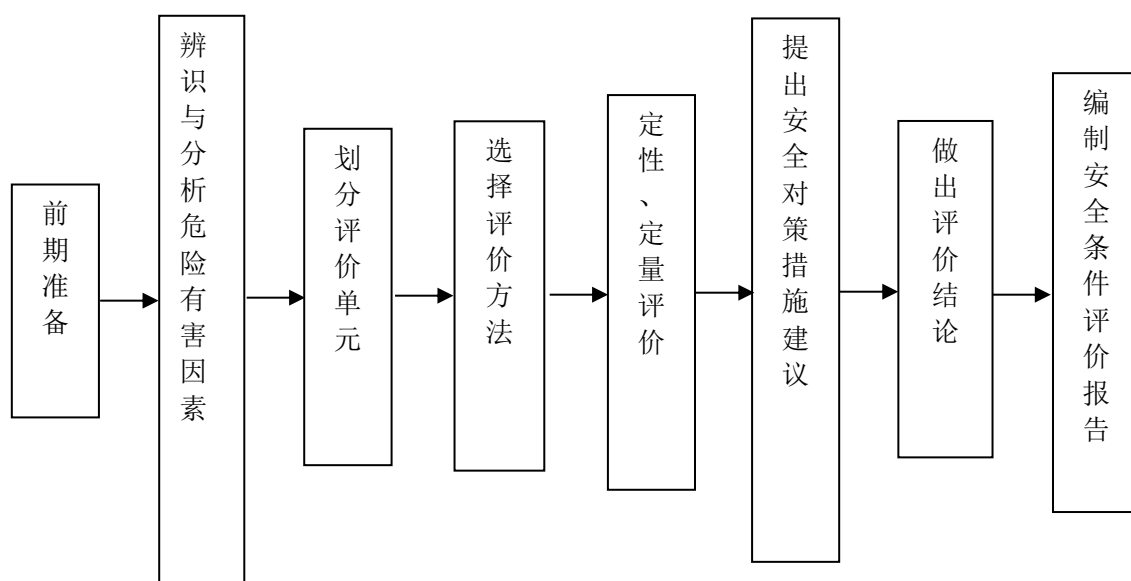 前期准备
辨识与分析危险有害因素
划分评价单元
选择评价方法
定性、定量评价
提出安全对策措施建议
做出评价结论
编制安全条件评价报告